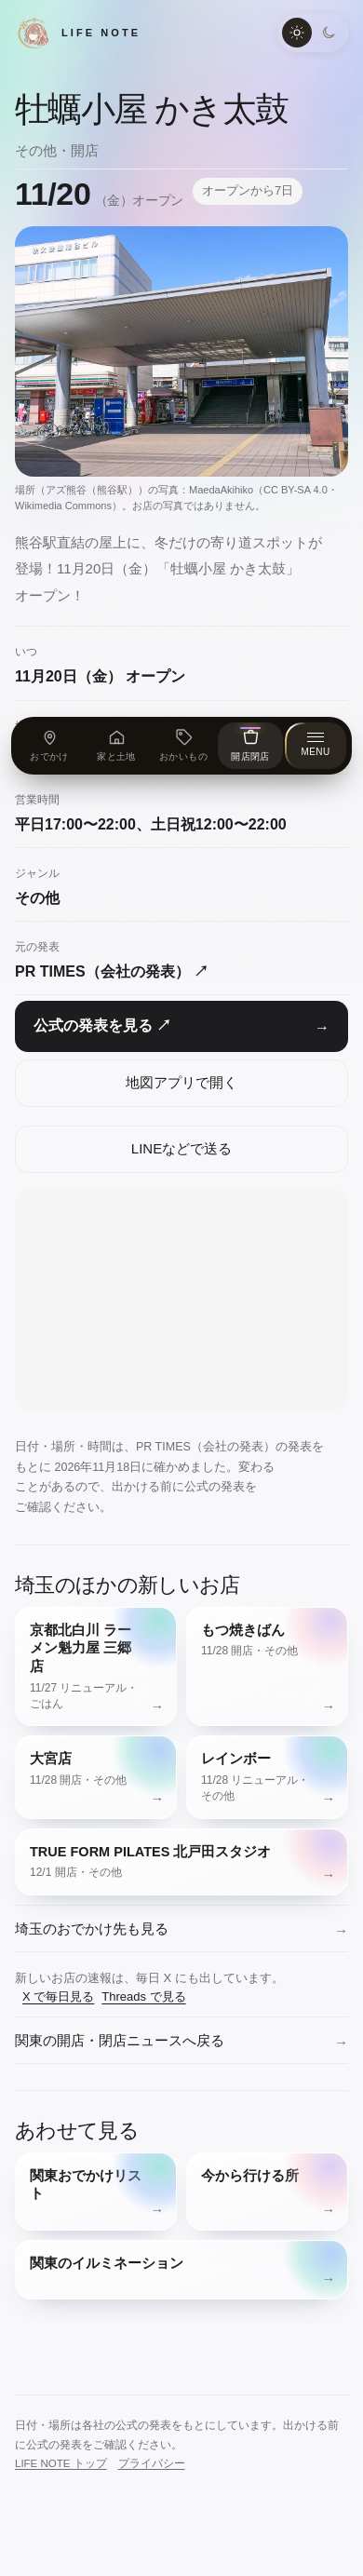 LIFE NOTE
牡蠣小屋 かき太鼓
その他・開店
11/20 （金）オープン オープンから7日
場所（アズ熊谷（熊谷駅））の写真：MaedaAkihiko（CC BY-SA 4.0・
Wikimedia Commons）。お店の写真ではありません。
熊谷駅直結の屋上に、冬だけの寄り道スポットが
登場！11月20日（金）「牡蠣小屋 かき太鼓」
オープン！
いつ
11月20日（金） オープン
おでかけ 家と土地 おかいもの 開店閉店 MENU
営業時間
平日17:00〜22:00、土日祝12:00〜22:00
ジャンル
その他
元の発表
PR TIMES（会社の発表） ↗
公式の発表を見る ↗ →
地図アプリで開く
LINEなどで送る
日付・場所・時間は、PR TIMES（会社の発表）の発表を
もとに 2026年11月18日に確かめました。変わる
ことがあるので、出かける前に公式の発表を
ご確認ください。
埼玉のほかの新しいお店
京都北白川 ラー
メン魁力屋 三郷
店
11/27 リニューアル・
ごはん
→
もつ焼きばん
11/28 開店・その他
→
大宮店
11/28 開店・その他
→
レインボー
11/28 リニューアル・
その他
→
TRUE FORM PILATES 北戸田スタジオ
12/1 開店・その他
→
埼玉のおでかけ先も見る →
新しいお店の速報は、毎日 X にも出しています。
X で毎日見る Threads で見る
関東の開店・閉店ニュースへ戻る →
あわせて見る
関東おでかけリス
ト
→
今から行ける所
→
関東のイルミネーション
→
日付・場所は各社の公式の発表をもとにしています。出かける前
に公式の発表をご確認ください。
LIFE NOTE トップ プライバシー